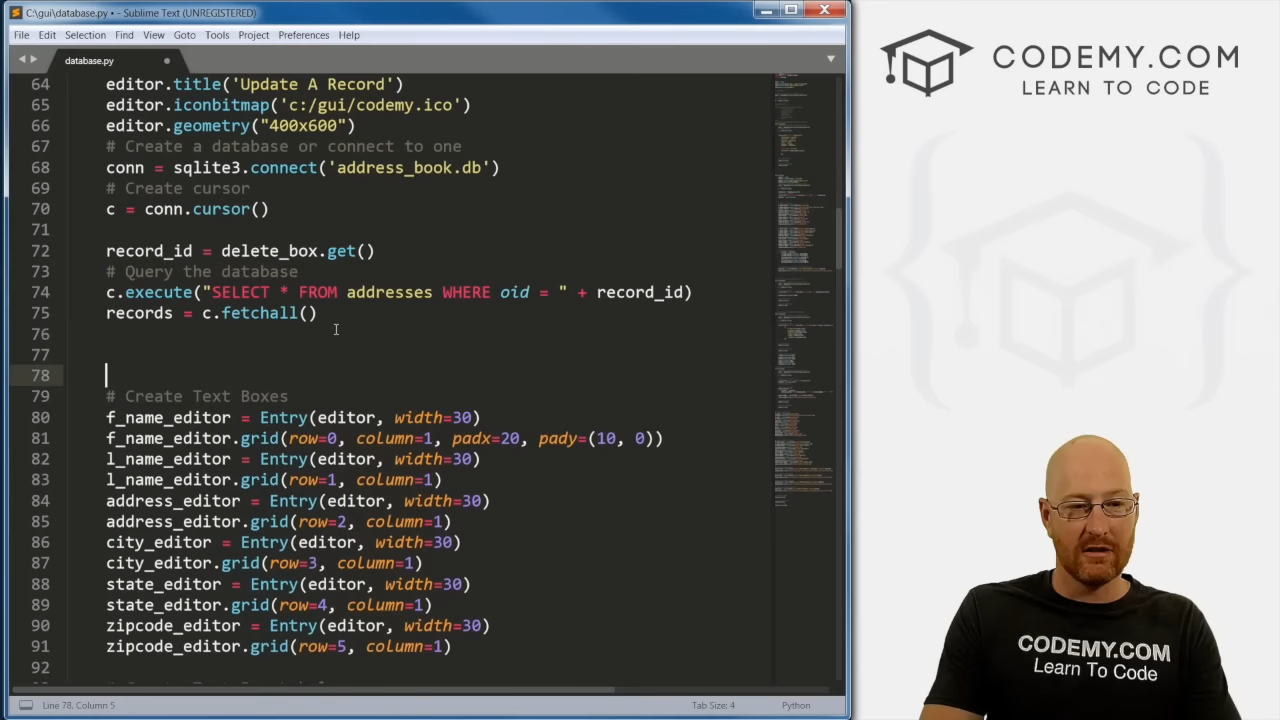 C:\gui\database.py • - Sublime Text (UNREGISTERED)
File Edit Selection Find View Goto Tools Project Preferences Help
database.py
64 editor.title('Update A Record')
65 editor.iconbitmap('c:/gui/codemy.ico')
66 editor.geometry("400x600")
67 # Create a database or connect to one
68 conn = sqlite3.connect('address_book.db')
69 # Create cursor
70 c = conn.cursor()
71
72 record_id = delete_box.get()
73 # Query the database
74 c.execute("SELECT * FROM addresses WHERE oid = " + record_id)
75 records = c.fetchall()
76
77
78
79 # Create Text Boxes
80 f_name_editor = Entry(editor, width=30)
81 f_name_editor.grid(row=0, column=1, padx=20, pady=(10, 0))
82 l_name_editor = Entry(editor, width=30)
83 l_name_editor.grid(row=1, column=1)
84 address_editor = Entry(editor, width=30)
85 address_editor.grid(row=2, column=1)
86 city_editor = Entry(editor, width=30)
87 city_editor.grid(row=3, column=1)
88 state_editor = Entry(editor, width=30)
89 state_editor.grid(row=4, column=1)
90 zipcode_editor = Entry(editor, width=30)
91 zipcode_editor.grid(row=5, column=1)
92
Line 78, Column 5 Tab Size: 4 Python
CODEMY.COM
LEARN TO CODE
CODEMY.COM
Learn To Code